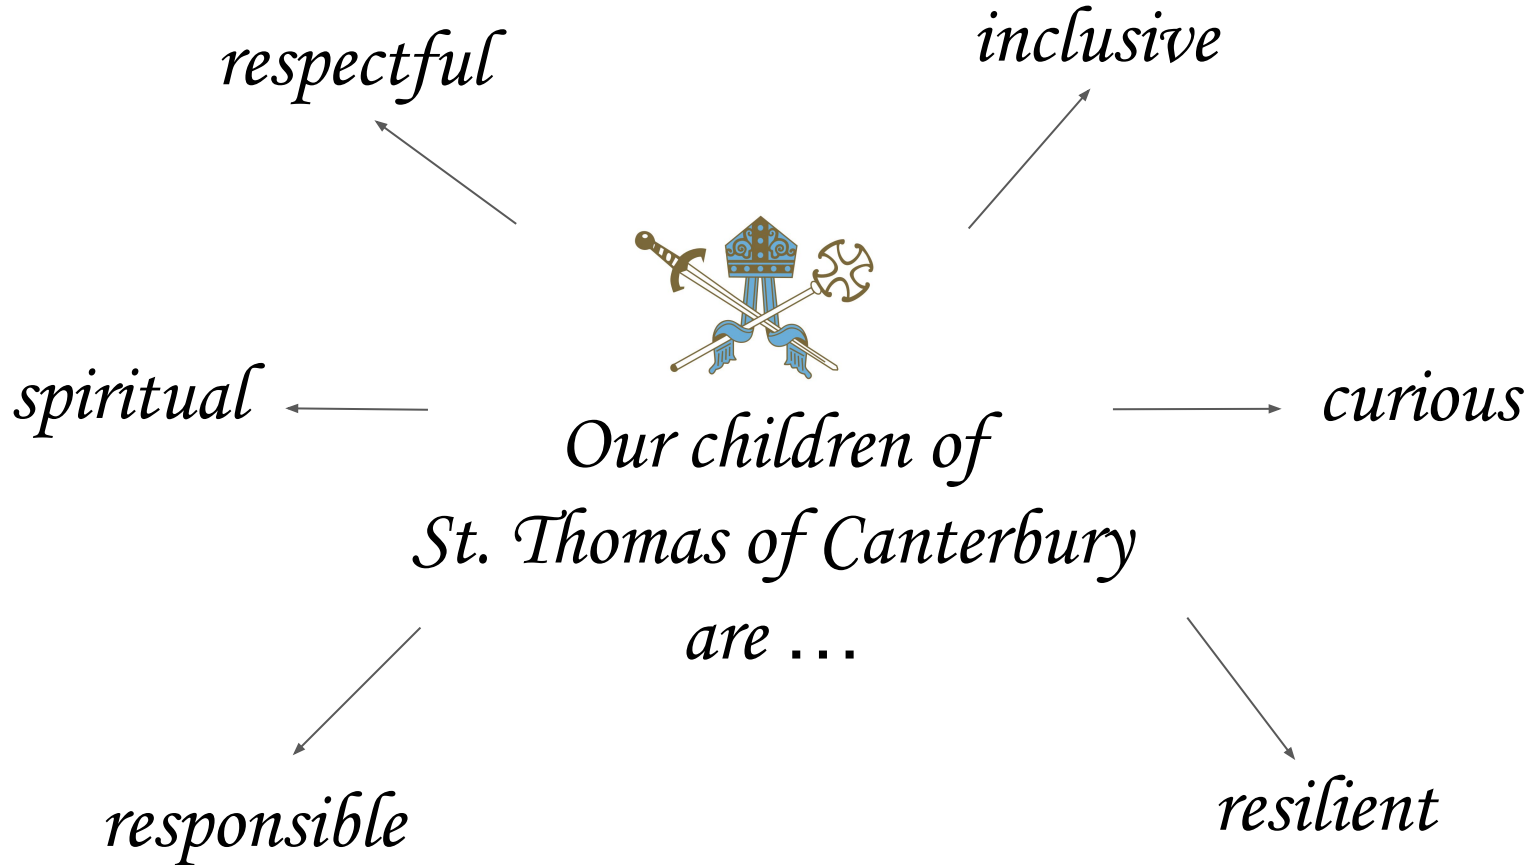 respectful
inclusive
spiritual
curious
Our children of
St. Thomas of Canterbury
are ...
responsible
resilient